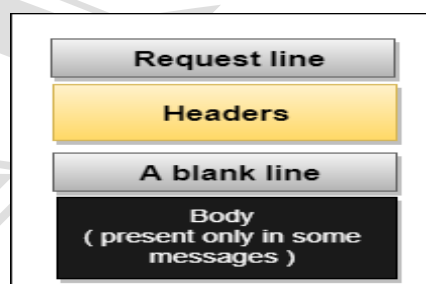 Request line
Headers
A blank line
Body
( present only in some
messages )